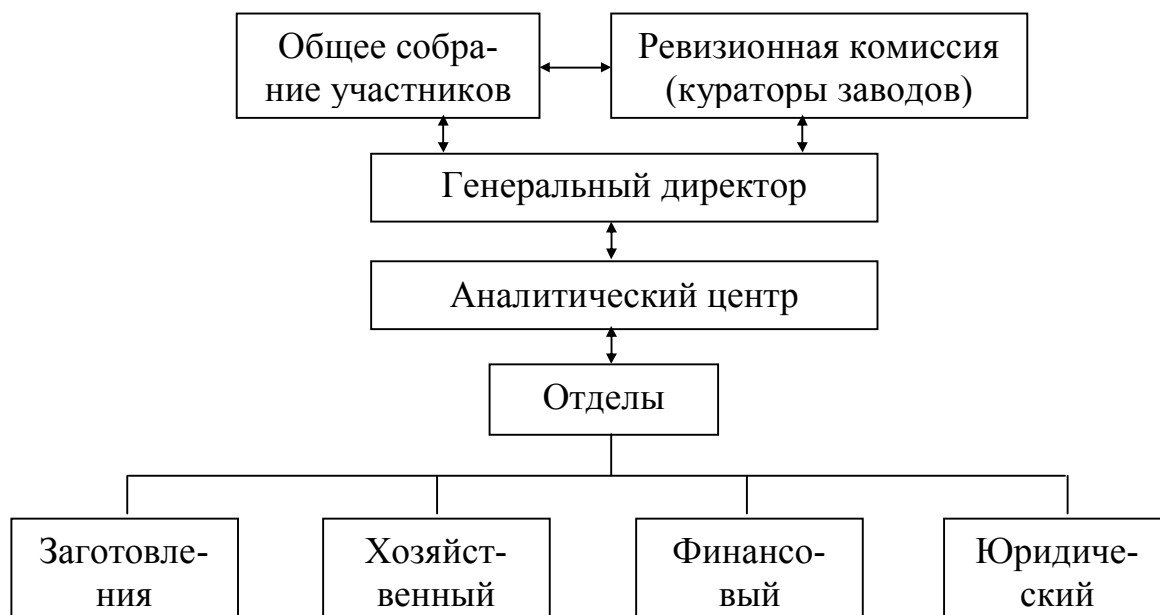 Общее собра-
ние участников
Ревизионная комиссия
(кураторы заводов)
Генеральный директор
Аналитический центр
Отделы
Заготовле-
ния
Хозяйст-
венный
Финансо-
вый
Юридиче-
ский